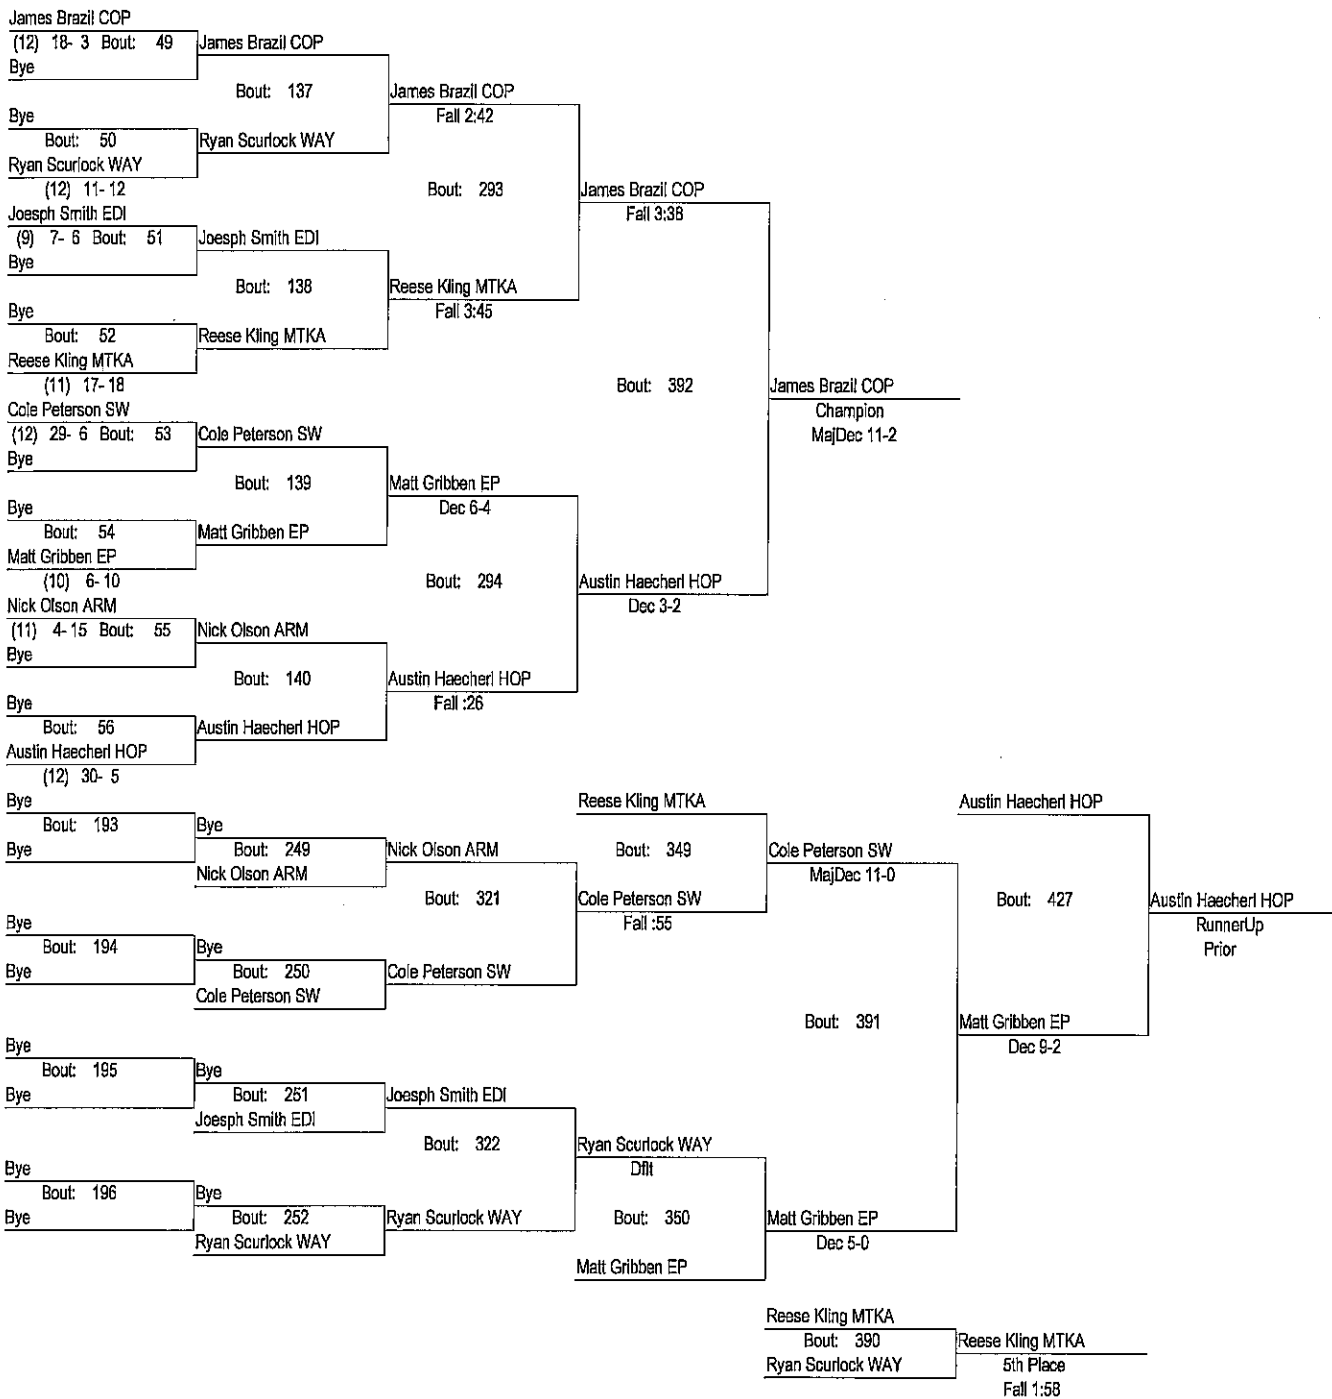 James Brazil COP
(12) 18- 3 Bout: 49
Bye
James Brazil COP
Bout: 137
Bye
Bout: 50
Ryan Scurlock WAY
(12) 11- 12
Ryan Scurlock WAY
James Brazil COP
Fall 2:42
Bout: 293
Joesph Smith EDI
(9) 7- 6 Bout: 51
Bye
Joesph Smith EDI
Bout: 138
Bye
Bout: 52
Reese Kling MTKA
(11) 17- 18
Reese Kling MTKA
Reese Kling MTKA
Fall 3:45
James Brazil COP
Fall 3:38
Bout: 392
James Brazil COP
Champion
MajDec 11-2
Cole Peterson SW
(12) 29- 6 Bout: 53
Bye
Cole Peterson SW
Bout: 139
Bye
Bout: 54
Matt Gribben EP
(10) 6- 10
Matt Gribben EP
Matt Gribben EP
Dec 6-4
Bout: 294
Nick Olson ARM
(11) 4- 15 Bout: 55
Bye
Nick Olson ARM
Bout: 140
Bye
Bout: 56
Austin Haecherl HOP
(12) 30- 5
Austin Haecherl HOP
Austin Haecherl HOP
Fall :26
Austin Haecherl HOP
Dec 3-2
Bye
Bout: 193
Bye
Bye
Bout: 249
Nick Olson ARM
Nick Olson ARM
Bout: 321
Bye
Bout: 194
Bye
Bye
Bout: 250
Cole Peterson SW
Cole Peterson SW
Reese Kling MTKA
Bout: 349
Cole Peterson SW
Fall :55
Cole Peterson SW
MajDec 11-0
Bout: 391
Bye
Bout: 195
Bye
Bye
Bout: 251
Joesph Smith EDI
Joesph Smith EDI
Bout: 322
Bye
Bout: 196
Bye
Bye
Bout: 252
Ryan Scurlock WAY
Ryan Scurlock WAY
Ryan Scurlock WAY
Dflt
Bout: 350
Matt Gribben EP
Matt Gribben EP
Dec 5-0
Austin Haecherl HOP
Bout: 427
Matt Gribben EP
Dec 9-2
Austin Haecherl HOP
RunnerUp
Prior
Reese Kling MTKA
Bout: 390
Ryan Scurlock WAY
Reese Kling MTKA
5th Place
Fall 1:58